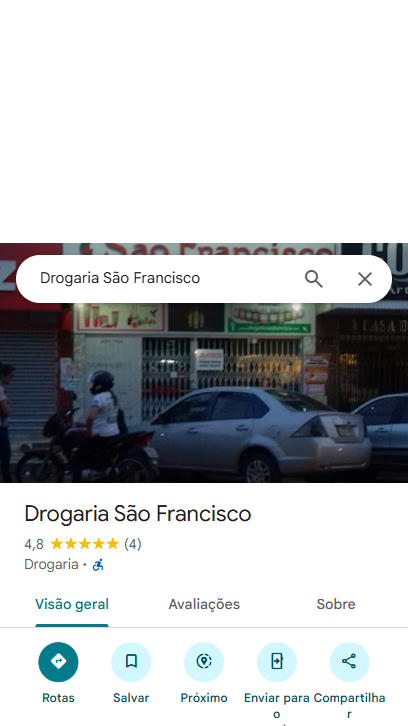 São Francisco
Drogaria São Francisco
Drogaria São Francisco
4,8 ★★★★★ (4)
Drogaria ·
Visão geral
Avaliações
Sobre
Rotas
Salvar
Próximo
Enviar para o
Compartilhar